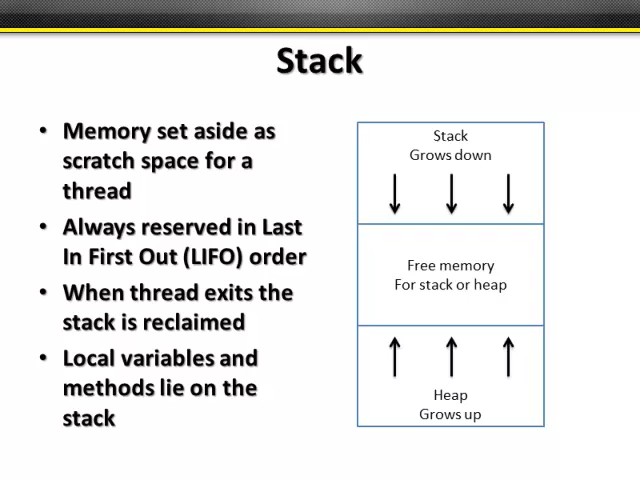 Stack
• Memory set aside as
scratch space for a
thread
• Always reserved in Last
In First Out (LIFO) order
• When thread exits the
stack is reclaimed
• Local variables and
methods lie on the
stack
Stack
Grows down
Free memory
For stack or heap
Heap
Grows up